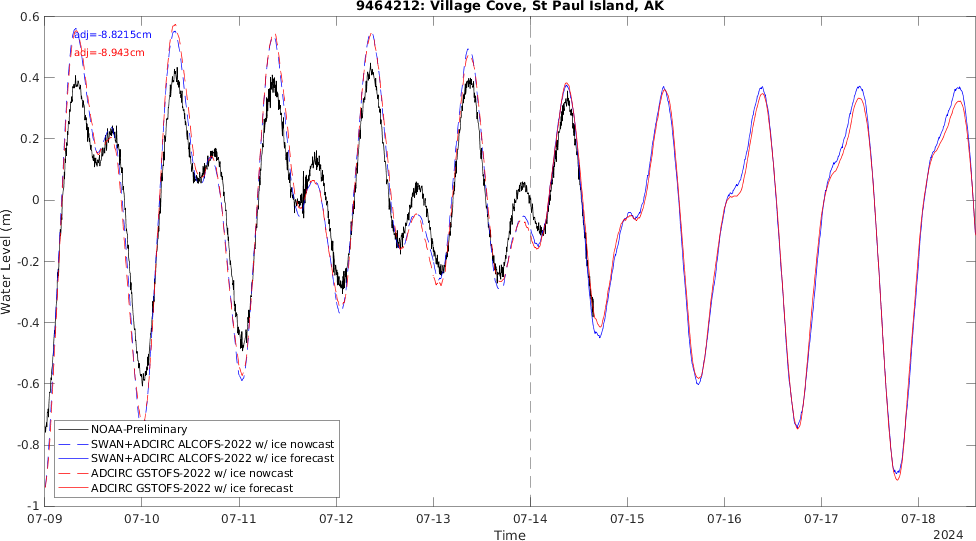 9464212: Village Cove, St Paul Island, AK
adj=-8.8215cm
adj=-8.943cm
Water Level (m)
0.6
0.4
0.2
0
-0.2
-0.4
-0.6
-0.8
-1
NOAA-Preliminary
SWAN+ADCIRC ALCOFS-2022 w/ ice nowcast
SWAN+ADCIRC ALCOFS-2022 w/ ice forecast
ADCIRC GSTOFS-2022 w/ ice nowcast
ADCIRC GSTOFS-2022 w/ ice forecast
07-09 07-10 07-11 07-12 07-13 07-14 07-15 07-16 07-17 07-18
Time
2024